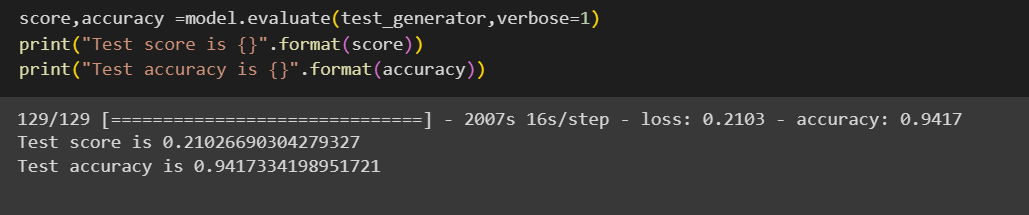 score,accuracy =model.evaluate(test_generator,verbose=1)
print("Test score is {}".format(score))
print("Test accuracy is {}".format(accuracy))
129/129 [==============================] - 2007s 16s/step - loss: 0.2103 - accuracy: 0.9417
Test score is 0.21026690304279327
Test accuracy is 0.9417334198951721